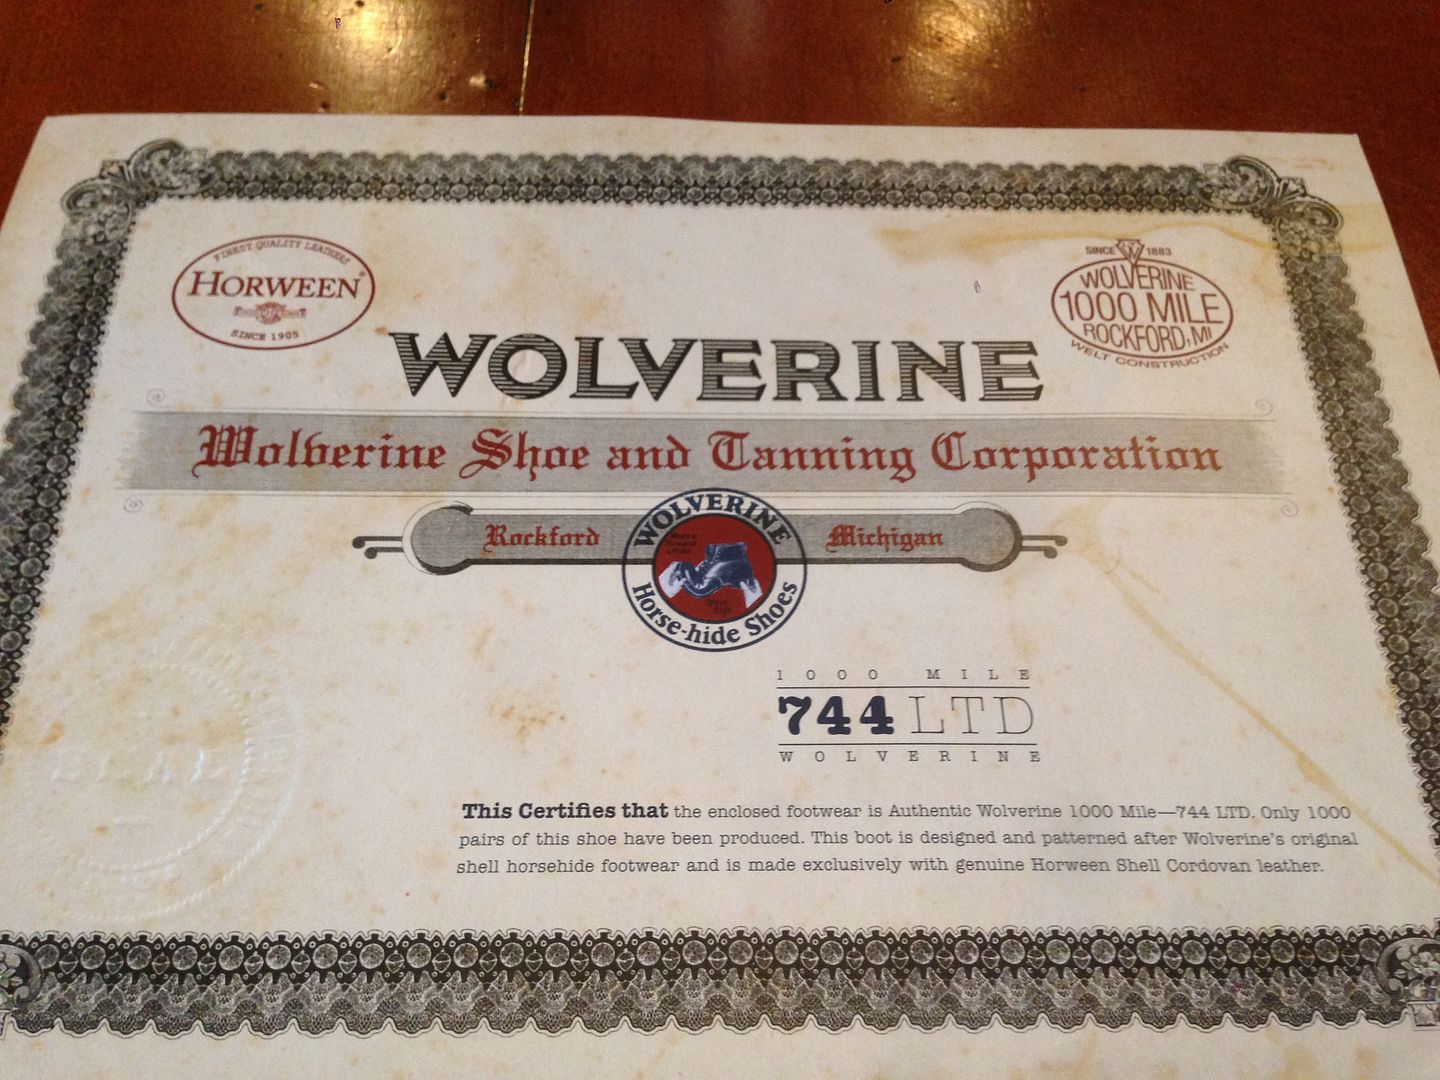 FINEST QUALITY LEATHERS
HORWEEN®
SINCE 1905
SINCE W 1883
WOLVERINE
1000 MILE
ROCKFORD, MI
WELT CONSTRUCTION
WOLVERINE
Wolverine Shoe and Tanning Corporation
Rockford
Michigan
WOLVERINE
Horse-hide Shoes
1000 MILE
744 LTD
WOLVERINE
This Certifies that the enclosed footwear is Authentic Wolverine 1000 Mile—744 LTD. Only 1000
pairs of this shoe have been produced. This boot is designed and patterned after Wolverine's original
shell horsehide footwear and is made exclusively with genuine Horween Shell Cordovan leather.